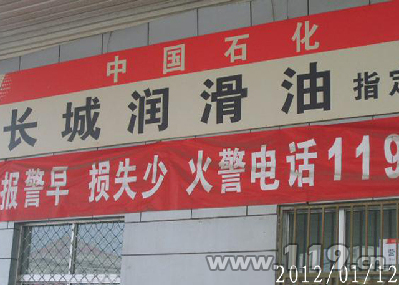 中国石化
长城润滑油 指定
报警早 损失少 火警电话119
www.119.cn
2012/01/12